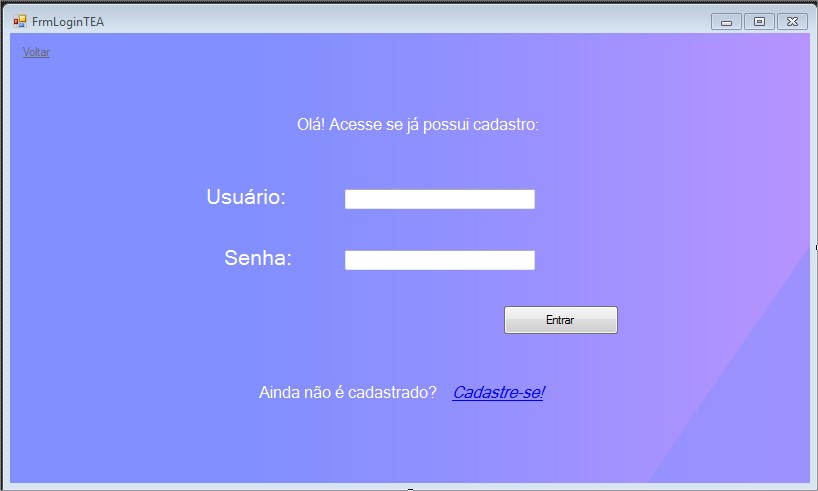 FrmLoginTEA
Voltar
Olá! Acesse se já possui cadastro:
Usuário:
Senha:
Entrar
Ainda não é cadastrado? Cadastre-se!